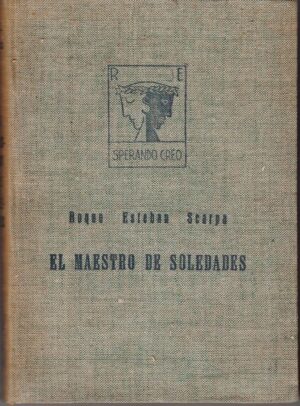 R E
SPERANDO CREO
Roque Esteban Scarpa
EL MAESTRO DE SOLEDADES